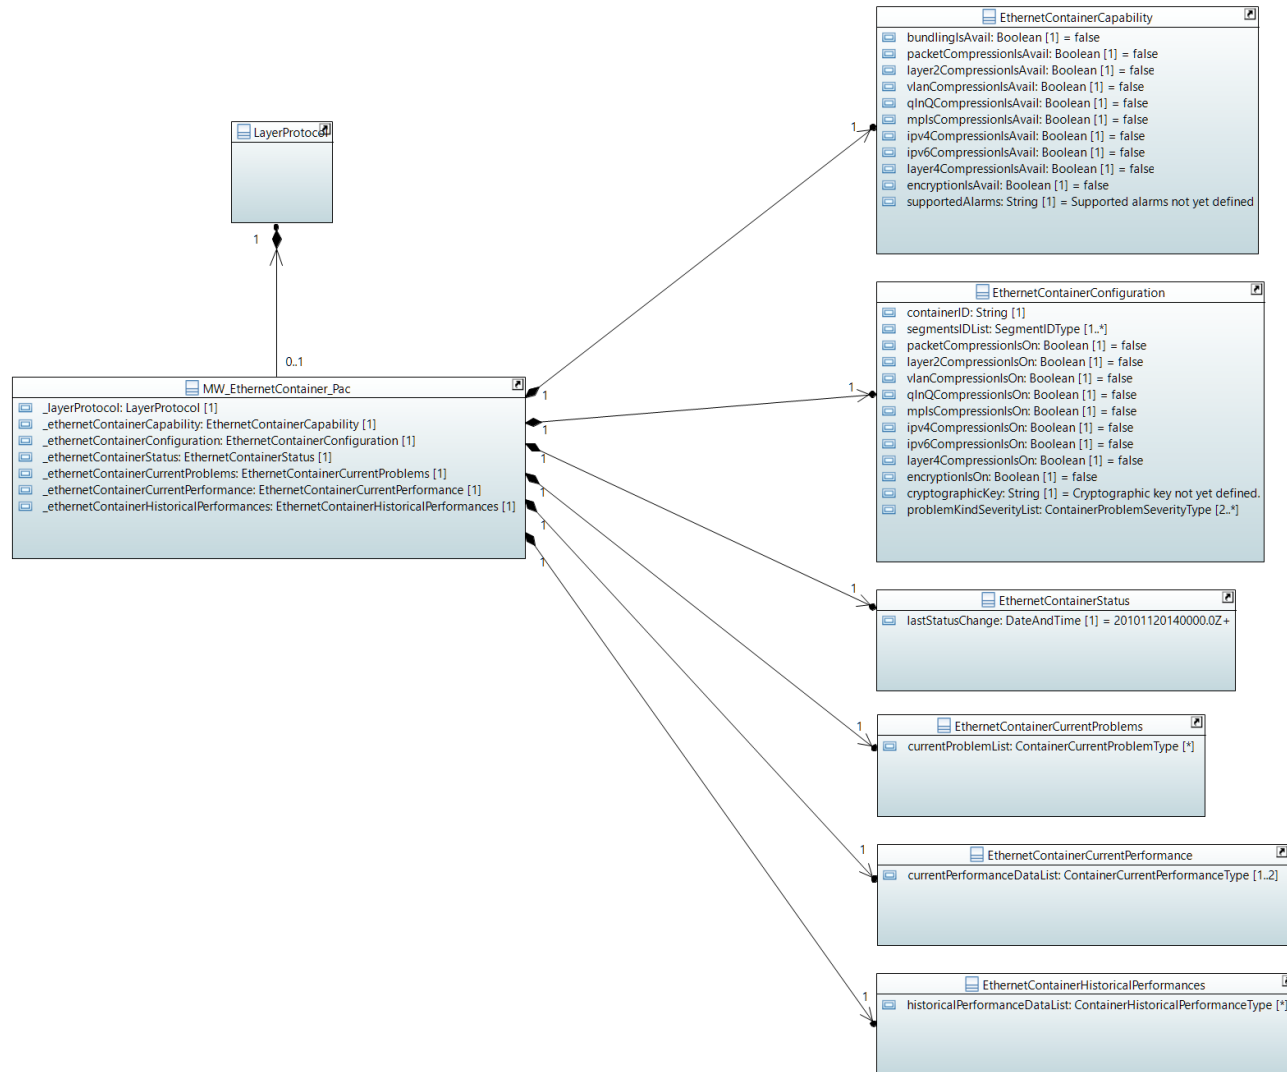 LayerProtocol
1
0..1
MW_EthernetContainer_Pac
_layerProtocol: LayerProtocol [1]
_ethernetContainerCapability: EthernetContainerCapability [1]
_ethernetContainerConfiguration: EthernetContainerConfiguration [1]
_ethernetContainerStatus: EthernetContainerStatus [1]
_ethernetContainerCurrentProblems: EthernetContainerCurrentProblems [1]
_ethernetContainerCurrentPerformance: EthernetContainerCurrentPerformance [1]
_ethernetContainerHistoricalPerformances: EthernetContainerHistoricalPerformances [1]
1
1
1
1
1
1
1
EthernetContainerCapability
bundlingIsAvail: Boolean [1] = false
packetCompressionIsAvail: Boolean [1] = false
layer2CompressionIsAvail: Boolean [1] = false
vlanCompressionIsAvail: Boolean [1] = false
qInQCompressionIsAvail: Boolean [1] = false
mplsCompressionIsAvail: Boolean [1] = false
ipv4CompressionIsAvail: Boolean [1] = false
ipv6CompressionIsAvail: Boolean [1] = false
layer4CompressionIsAvail: Boolean [1] = false
encryptionIsAvail: Boolean [1] = false
supportedAlarms: String [1] = Supported alarms not yet defined
1
EthernetContainerConfiguration
containerID: String [1]
segmentsIDList: SegmentIDType [1..*]
packetCompressionIsOn: Boolean [1] = false
layer2CompressionIsOn: Boolean [1] = false
vlanCompressionIsOn: Boolean [1] = false
qInQCompressionIsOn: Boolean [1] = false
mplsCompressionIsOn: Boolean [1] = false
ipv4CompressionIsOn: Boolean [1] = false
ipv6CompressionIsOn: Boolean [1] = false
layer4CompressionIsOn: Boolean [1] = false
encryptionIsOn: Boolean [1] = false
cryptographicKey: String [1] = Cryptographic key not yet defined.
problemKindSeverityList: ContainerProblemSeverityType [2..*]
1
EthernetContainerStatus
lastStatusChange: DateAndTime [1] = 20101120140000.0Z+
1
EthernetContainerCurrentProblems
currentProblemList: ContainerCurrentProblemType [*]
1
EthernetContainerCurrentPerformance
currentPerformanceDataList: ContainerCurrentPerformanceType [1..2]
1
EthernetContainerHistoricalPerformances
historicalPerformanceDataList: ContainerHistoricalPerformanceType [*]